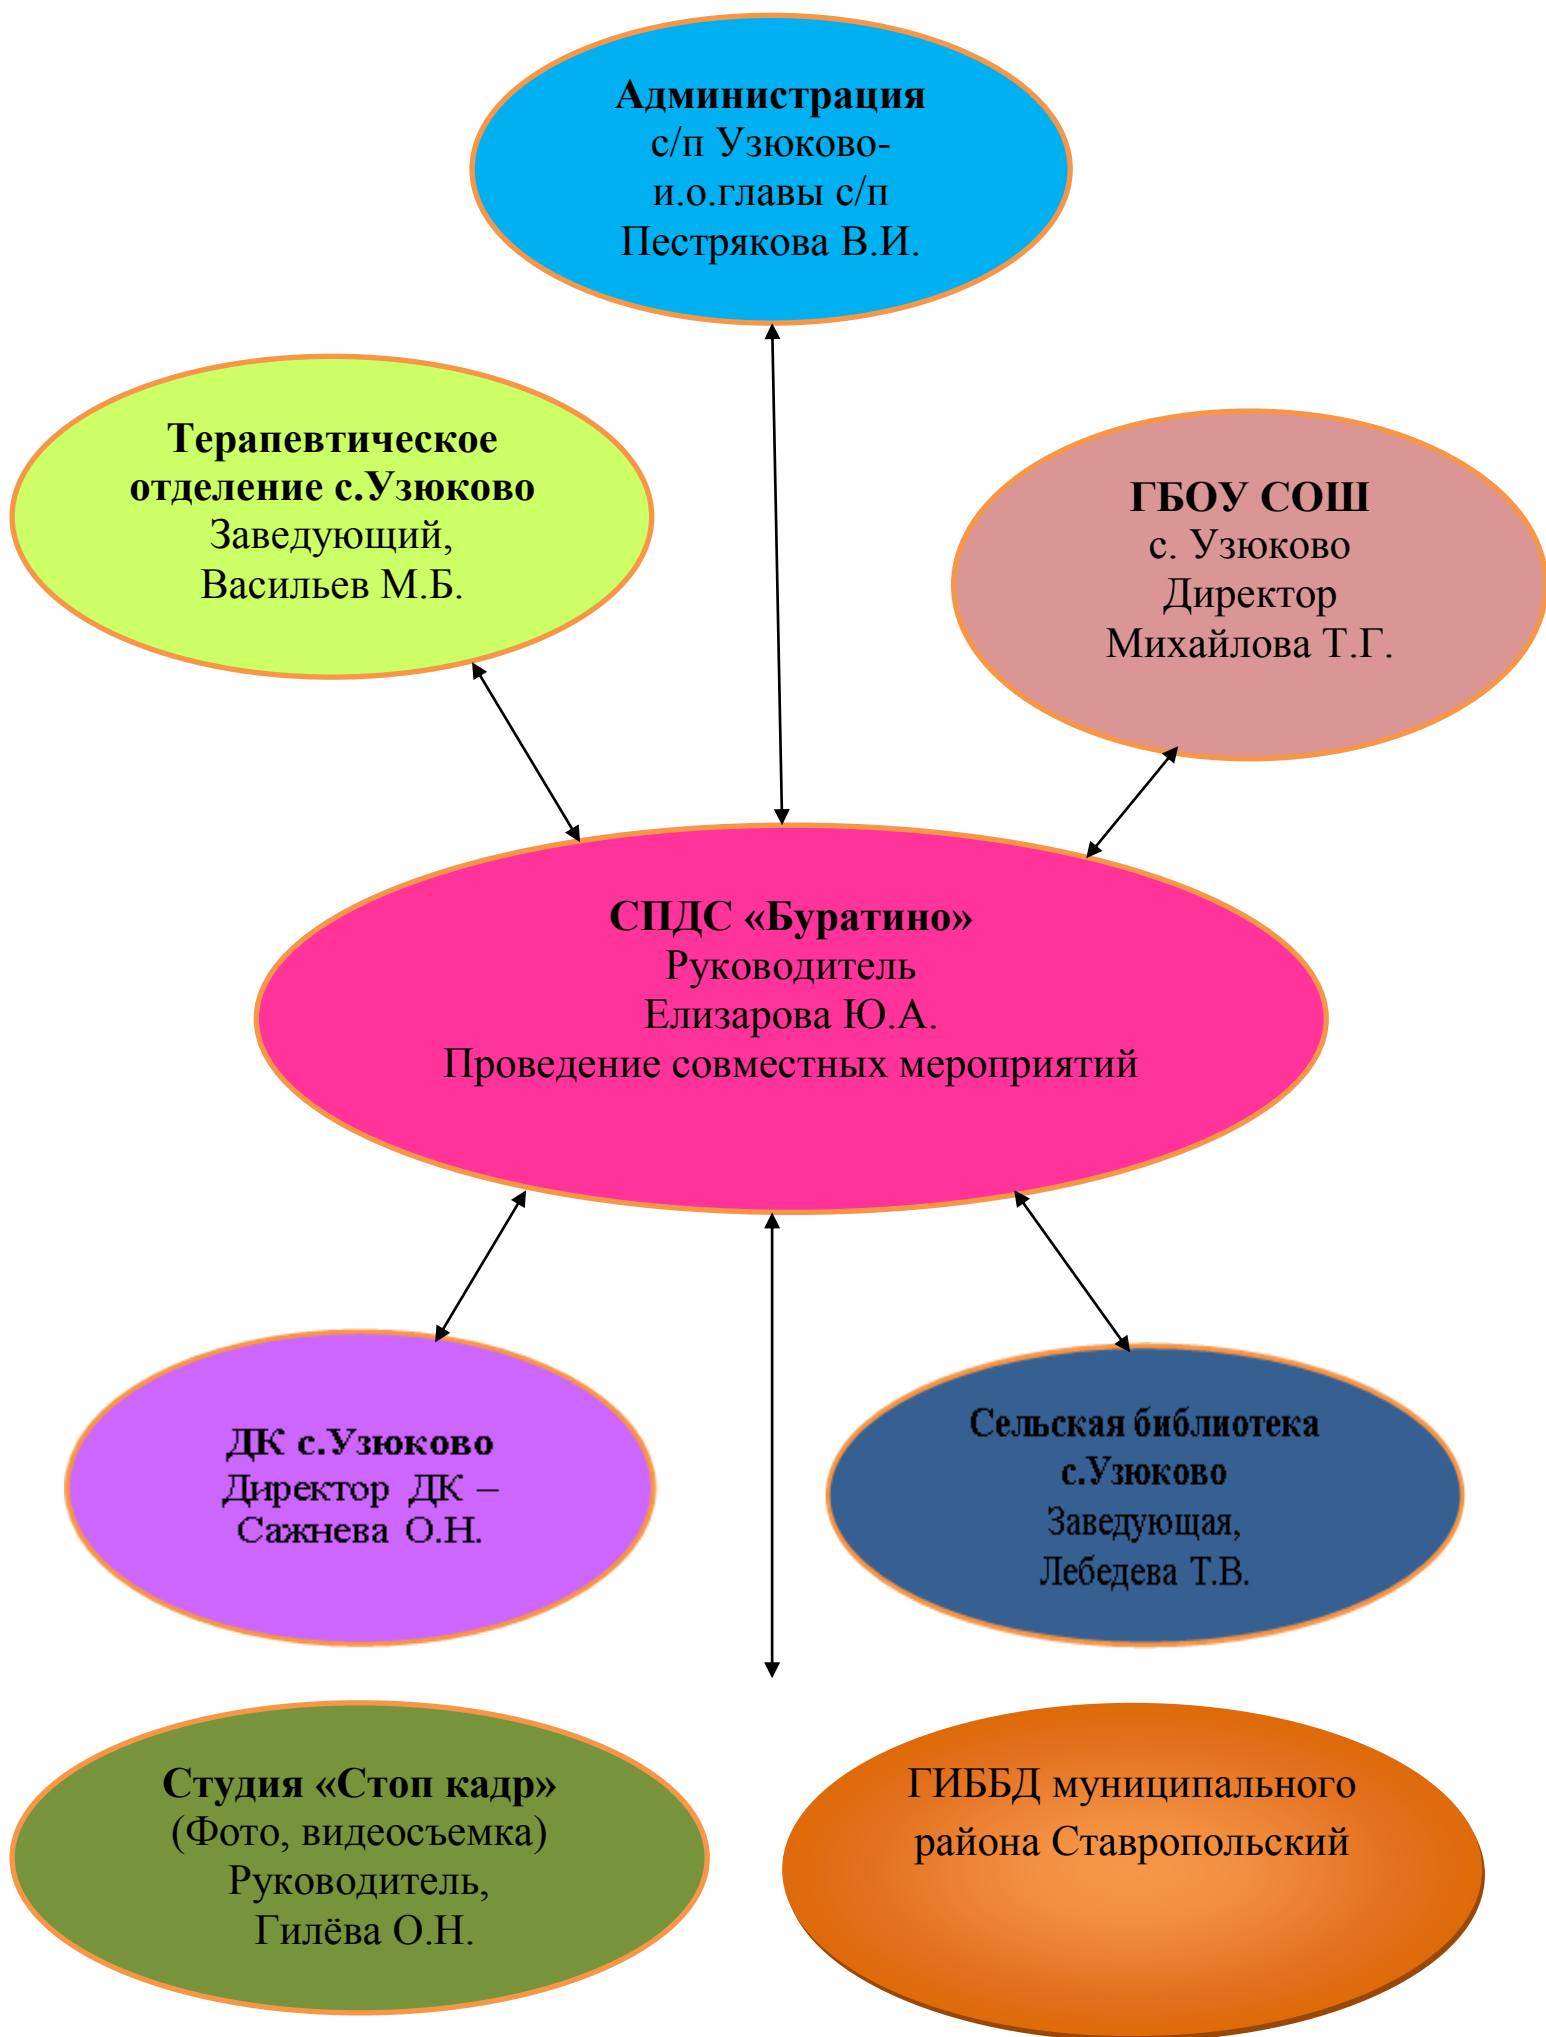 Администрация
с/п Узюково-
и.о.главы с/п
Пестрякова В.И.
Терапевтическое
отделение с.Узюково
Заведующий,
Васильев М.Б.
ГБОУ СОШ
с. Узюково
Директор
Михайлова Т.Г.
СПДС «Буратино»
Руководитель
Елизарова Ю.А.
Проведение совместных мероприятий
ДК с.Узюково
Директор ДК –
Сажнева О.Н.
Сельская библиотека
с.Узюково
Заведующая,
Лебедева Т.В.
Студия «Стоп кадр»
(Фото, видеосъемка)
Руководитель,
Гилёва О.Н.
ГИББД муниципального
района Ставропольский